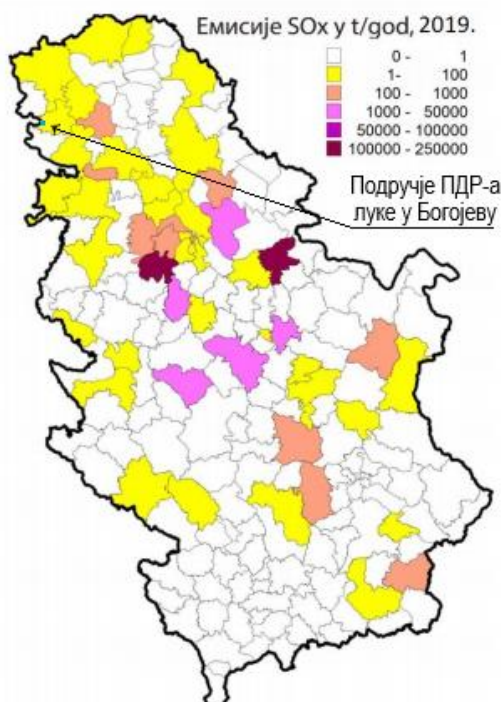 Емисије SOx у t/god, 2019.
0 - 1
1- 100
100 - 1000
1000 - 50000
50000 - 100000
100000 - 250000
Подручје ПДР-а
луке у Богојеву